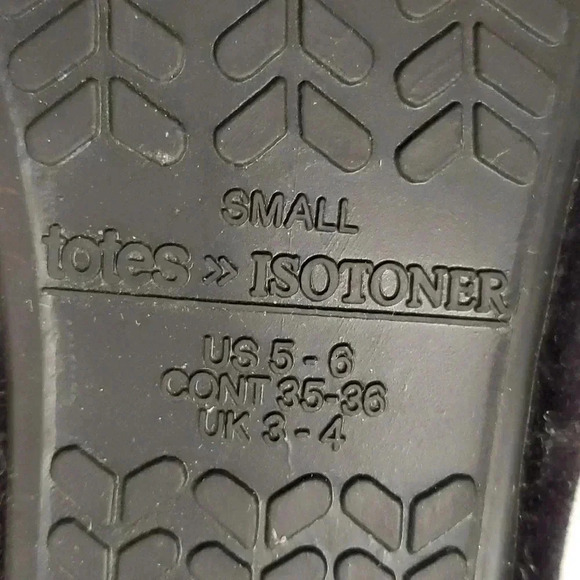 SMALL
totes » ISOTONER
US 5 - 6
CONT 35-36
UK 3 - 4